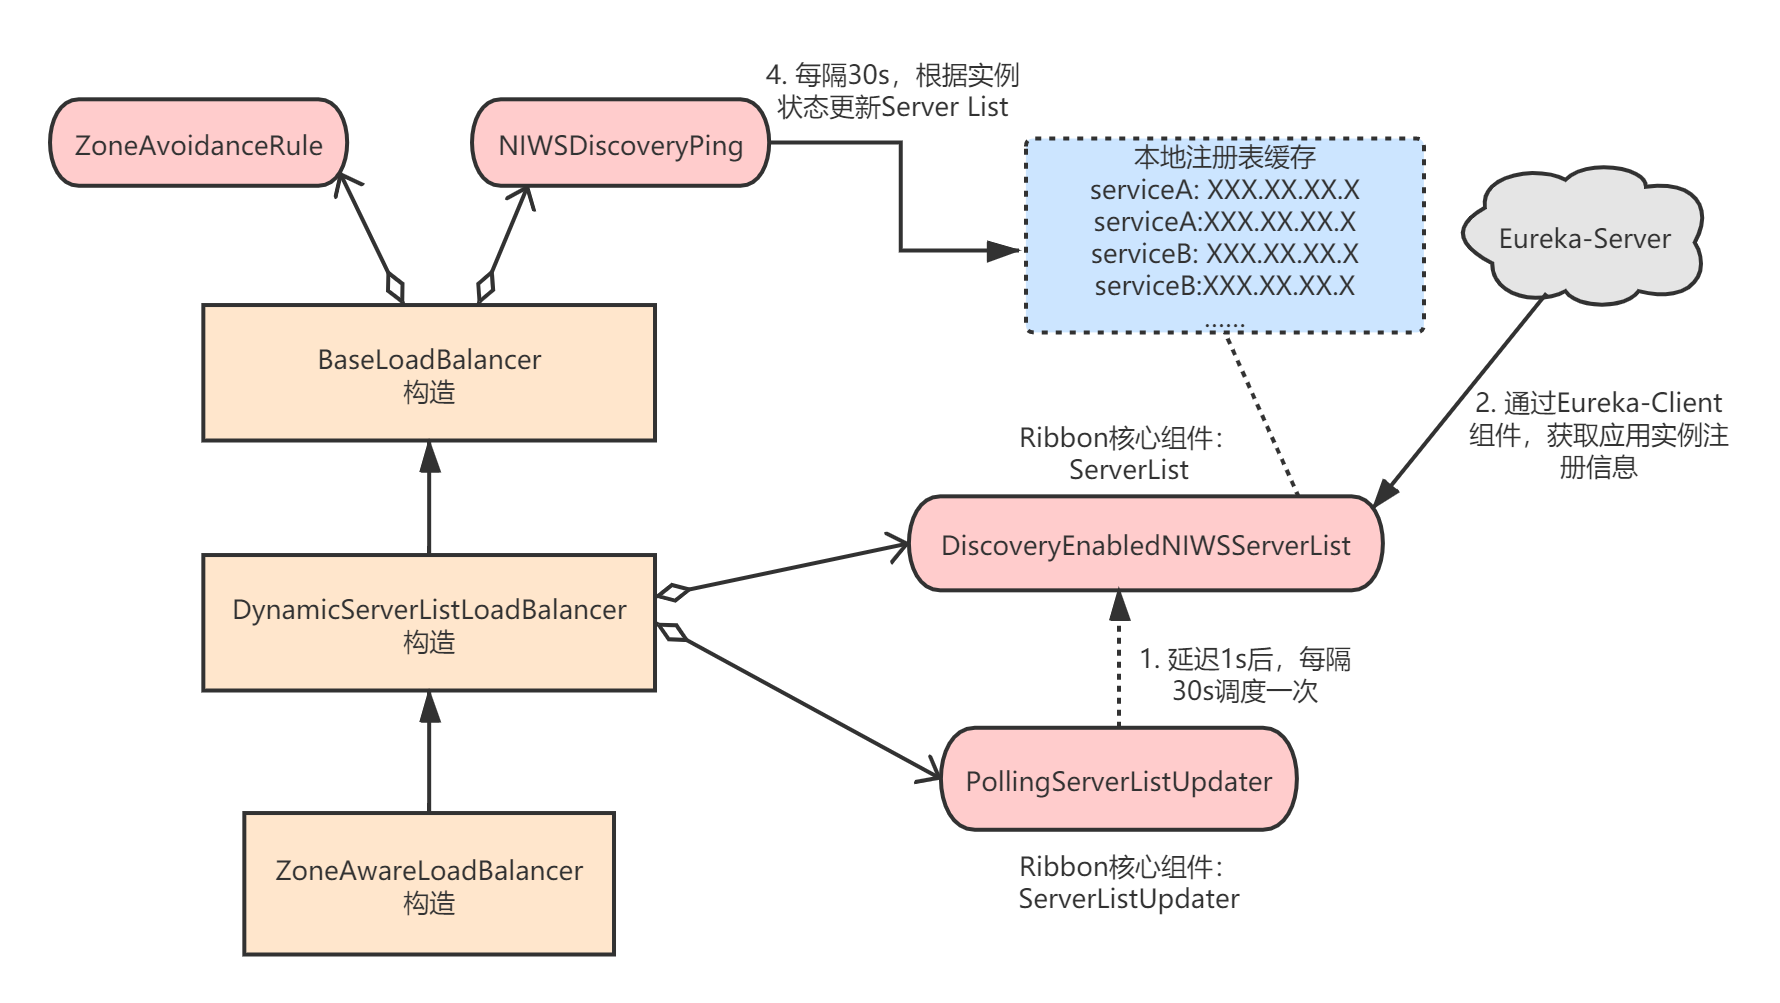 4. 每隔30s，根据实例
状态更新Server List
ZoneAvoidanceRule
NIWSDiscoveryPing
本地注册表缓存
serviceA: XXX.XX.XX.X
serviceA:XXX.XX.XX.X
serviceB: XXX.XX.XX.X
serviceB:XXX.XX.XX.X
......
Eureka-Server
BaseLoadBalancer
构造
2. 通过Eureka-Client
组件，获取应用实例注
册信息
Ribbon核心组件：
ServerList
DiscoveryEnabledNIWSServerList
DynamicServerListLoadBalancer
构造
1. 延迟1s后，每隔
30s调度一次
PollingServerListUpdater
ZoneAwareLoadBalancer
构造
Ribbon核心组件：
ServerListUpdater